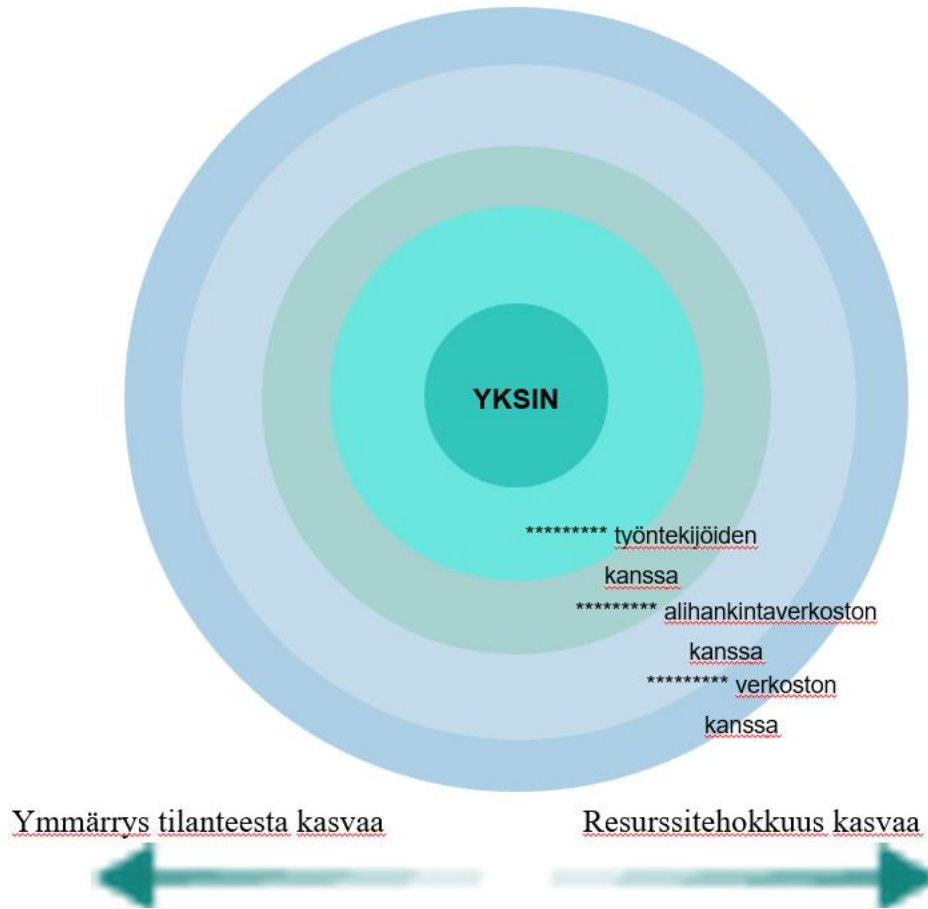 YKSIN
********* työntekijöiden
kanssa
********* alihankintaverkoston
kanssa
********* verkoston
kanssa
Ymmärrys tilanteesta kasvaa
Resurssitehokkuus kasvaa